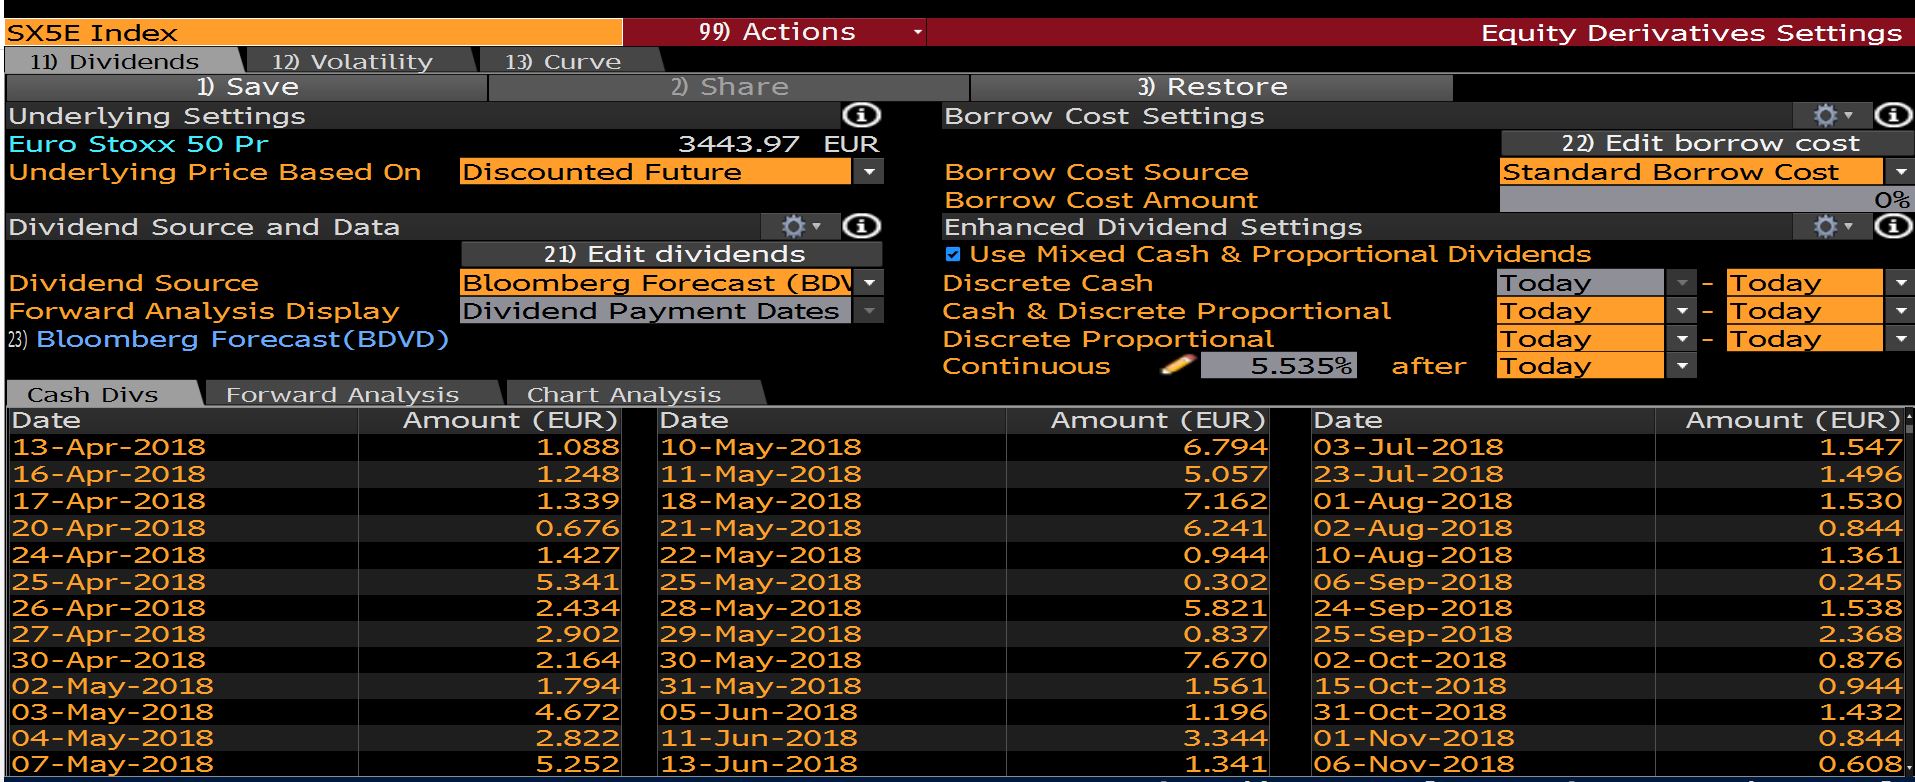 SX5E Index 99) Actions Equity Derivatives Settings
11) Dividends 12) Volatility 13) Curve
1) Save 2) Share 3) Restore
Underlying Settings Borrow Cost Settings
Euro Stoxx 50 Pr 3443.97 EUR 22) Edit borrow cost
Underlying Price Based On Discounted Future Borrow Cost Source Standard Borrow Cost
Borrow Cost Amount 0%
Dividend Source and Data Enhanced Dividend Settings
21) Edit dividends Use Mixed Cash & Proportional Dividends
Dividend Source Bloomberg Forecast (BDV Discrete Cash Today - Today
Forward Analysis Display Dividend Payment Dates Cash & Discrete Proportional Today - Today
23) Bloomberg Forecast(BDVD) Discrete Proportional Today - Today
Continuous 5.535% after Today
Cash Divs Forward Analysis Chart Analysis
Date Amount (EUR) Date Amount (EUR) Date Amount (EUR)
13-Apr-2018 1.088 10-May-2018 6.794 03-Jul-2018 1.547
16-Apr-2018 1.248 11-May-2018 5.057 23-Jul-2018 1.496
17-Apr-2018 1.339 18-May-2018 7.162 01-Aug-2018 1.530
20-Apr-2018 0.676 21-May-2018 6.241 02-Aug-2018 0.844
24-Apr-2018 1.427 22-May-2018 0.944 10-Aug-2018 1.361
25-Apr-2018 5.341 25-May-2018 0.302 06-Sep-2018 0.245
26-Apr-2018 2.434 28-May-2018 5.821 24-Sep-2018 1.538
27-Apr-2018 2.902 29-May-2018 0.837 25-Sep-2018 2.368
30-Apr-2018 2.164 30-May-2018 7.670 02-Oct-2018 0.876
02-May-2018 1.794 31-May-2018 1.561 15-Oct-2018 0.944
03-May-2018 4.672 05-Jun-2018 1.196 31-Oct-2018 1.432
04-May-2018 2.822 11-Jun-2018 3.344 01-Nov-2018 0.844
07-May-2018 5.252 13-Jun-2018 1.341 06-Nov-2018 0.608